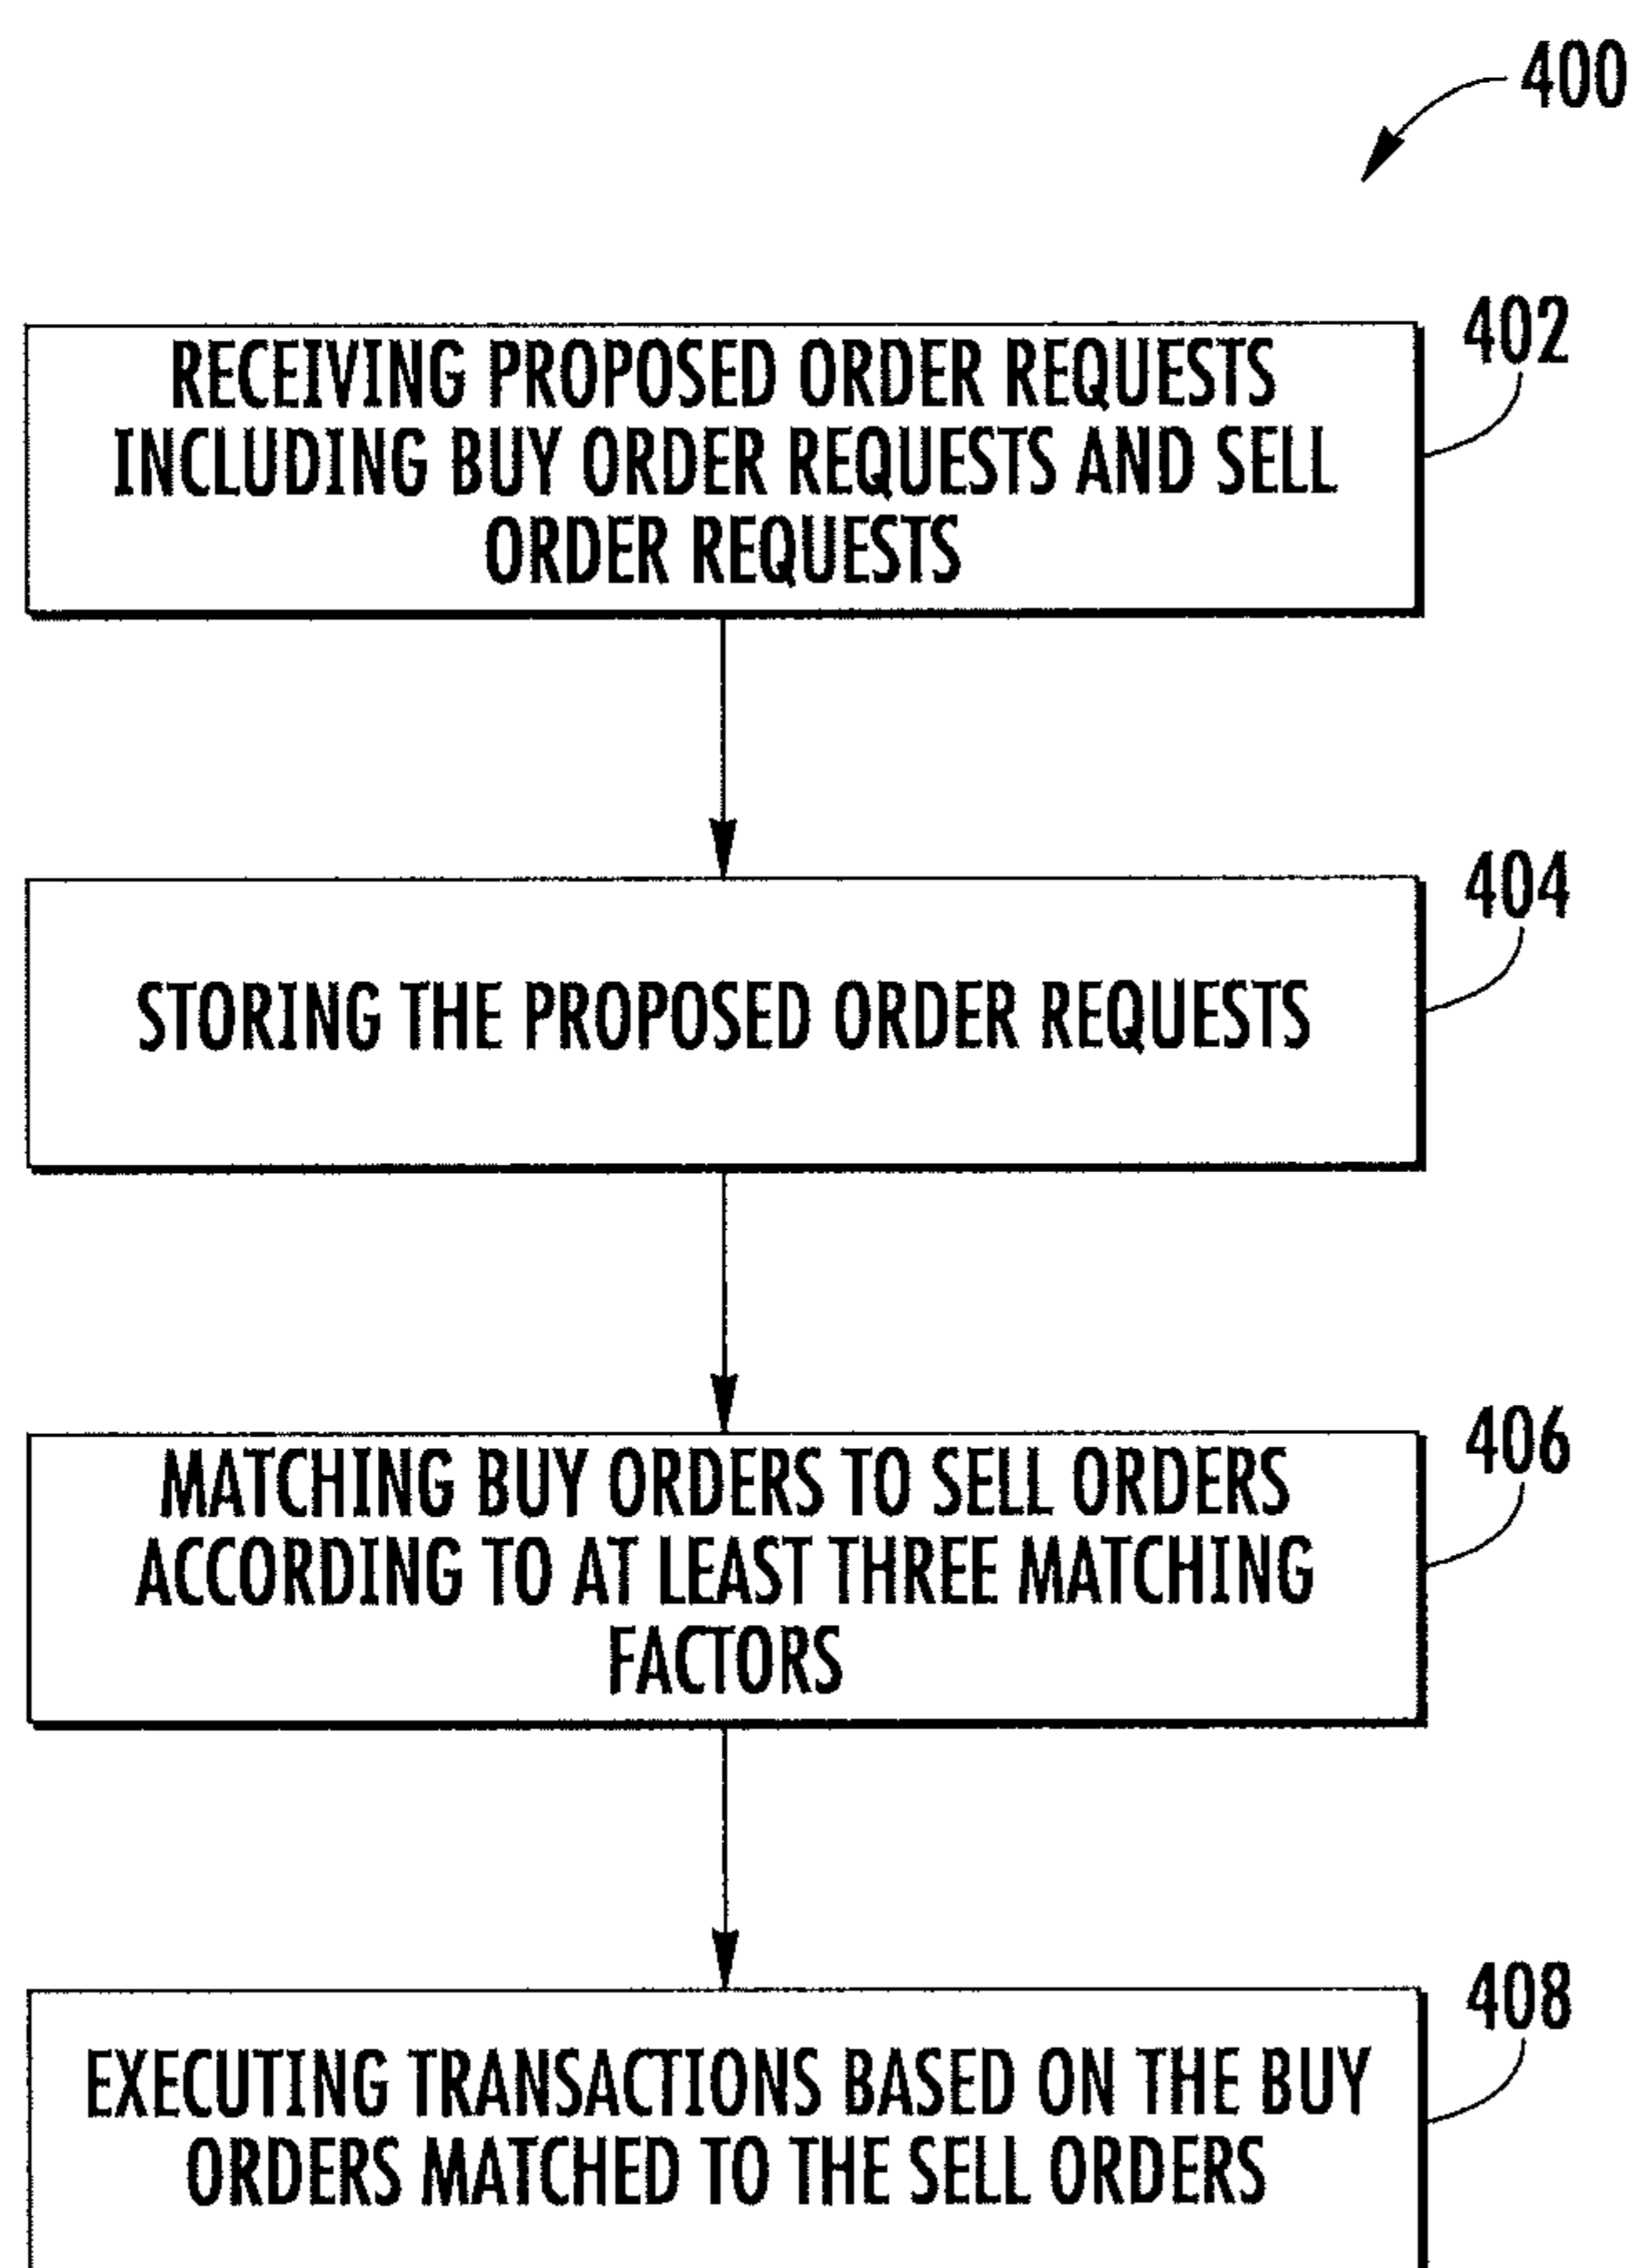 400
402
RECEIVING PROPOSED ORDER REQUESTS
INCLUDING BUY ORDER REQUESTS AND SELL
ORDER REQUESTS
404
STORING THE PROPOSED ORDER REQUESTS
406
MATCHING BUY ORDERS TO SELL ORDERS
ACCORDING TO AT LEAST THREE MATCHING
FACTORS
408
EXECUTING TRANSACTIONS BASED ON THE BUY
ORDERS MATCHED TO THE SELL ORDERS